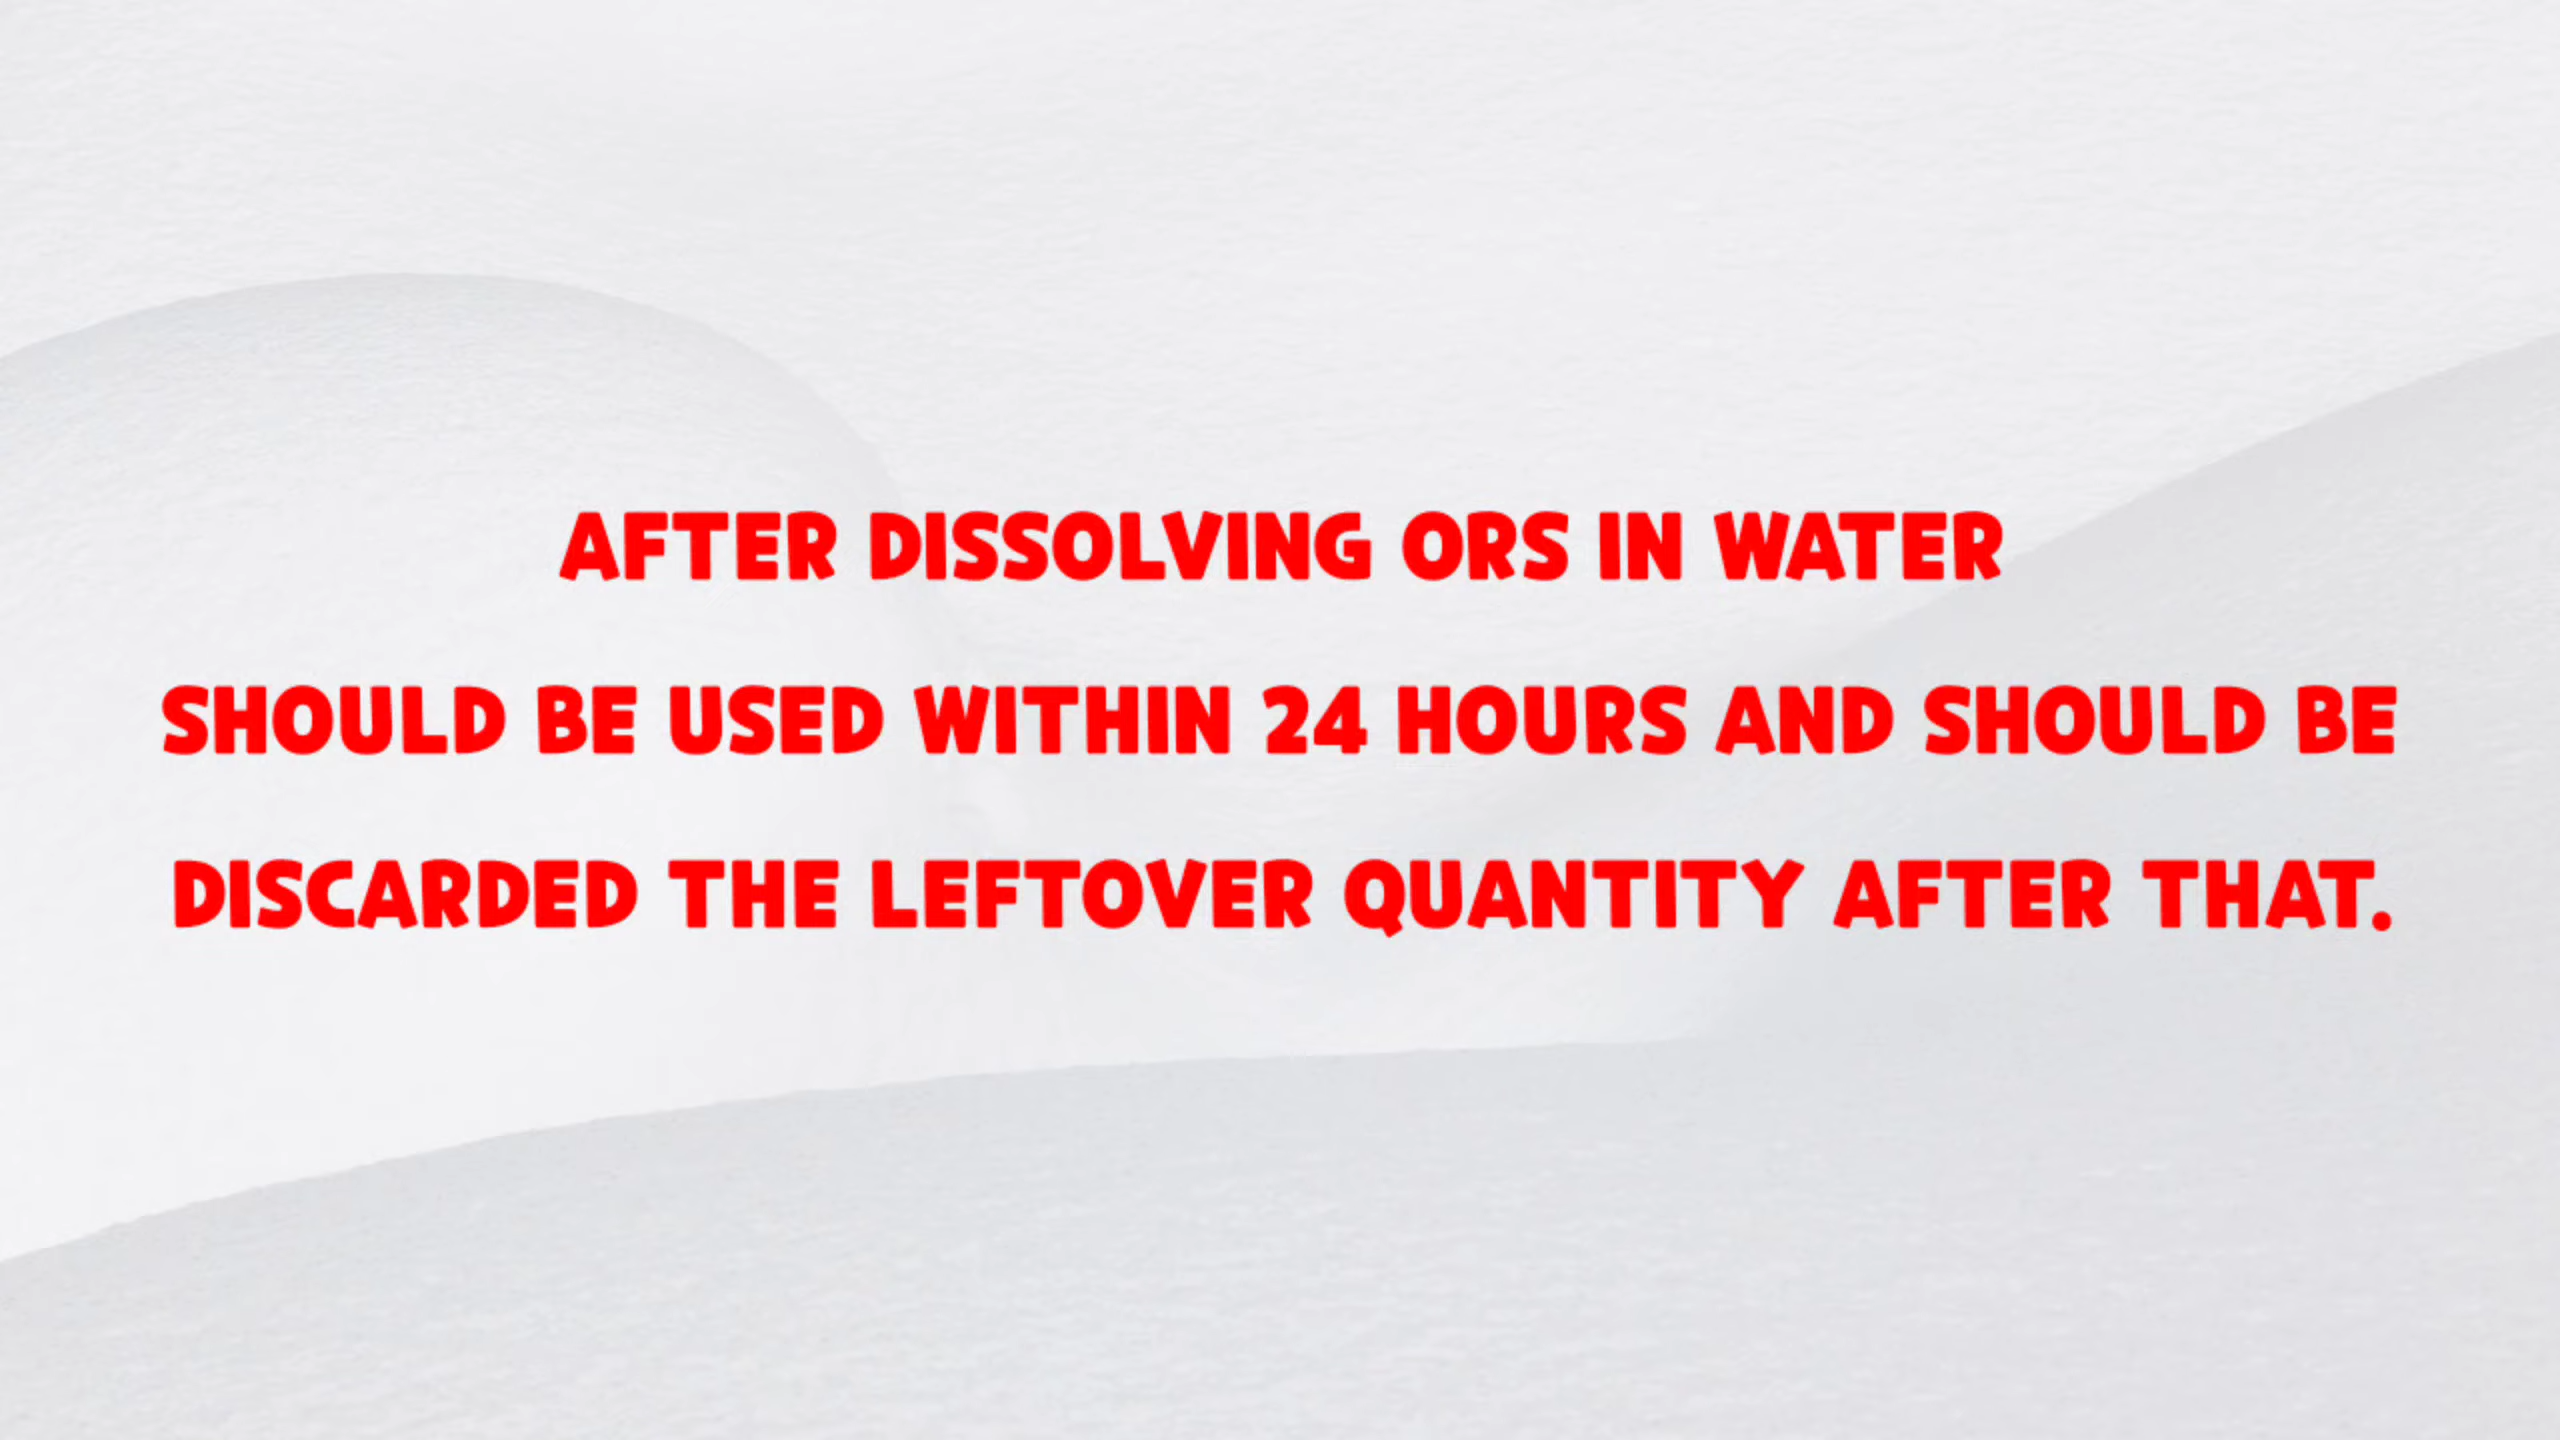 AFTER DISSOLVING ORS IN WATER
SHOULD BE USED WITHIN 24 HOURS AND SHOULD BE
DISCARDED THE LEFTOVER QUANTITY AFTER THAT.